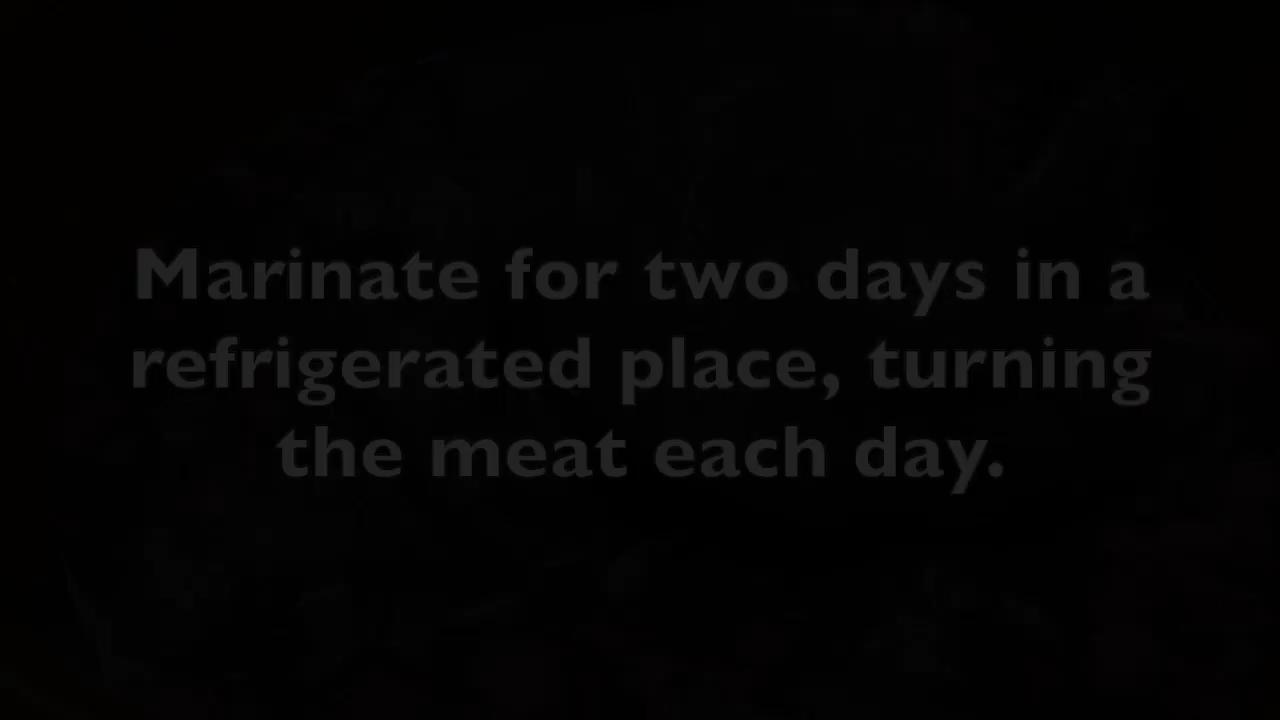 Marinate for two days in a
refrigerated place, turning
the meat each day.